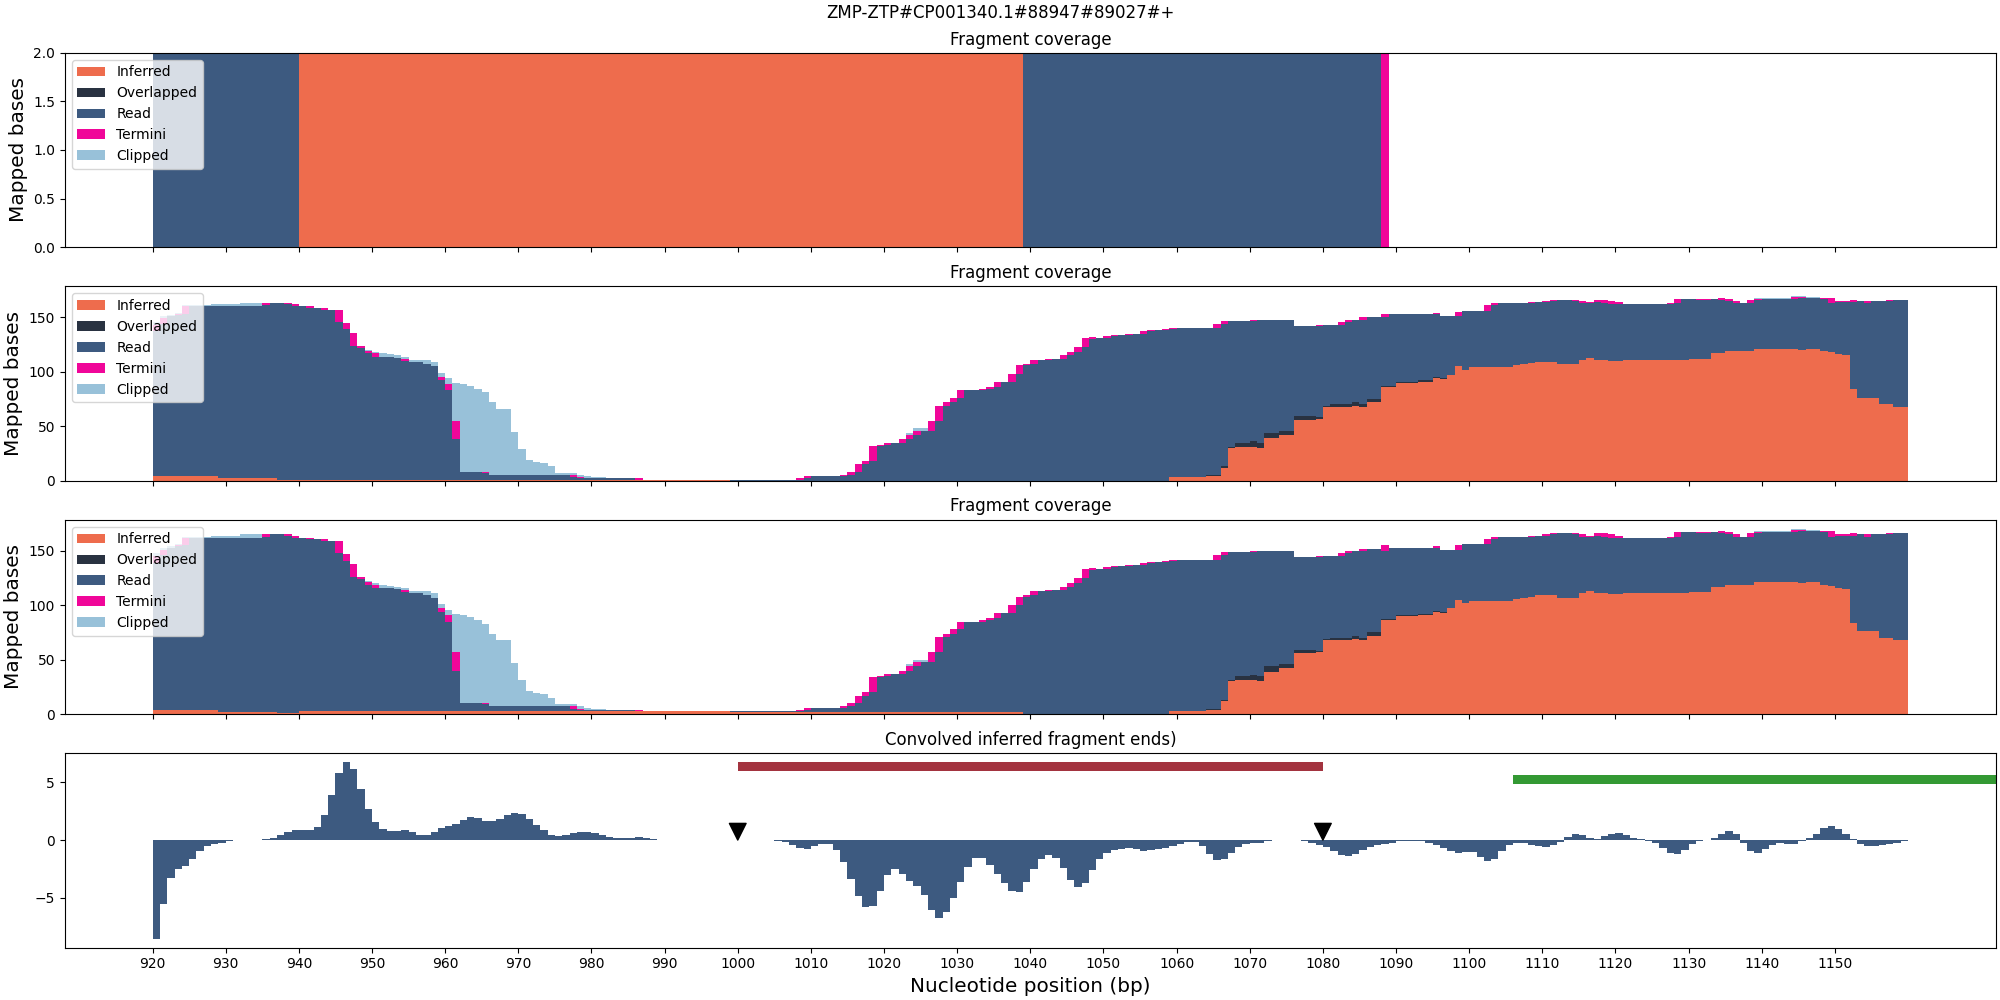 ZMP-ZTP#CP001340.1#88947#89027#+
Fragment coverage
Mapped bases
2.0
1.5
1.0
0.5
0.0
Inferred
Overlapped
Read
Termini
Clipped
Fragment coverage
Mapped bases
150
100
50
0
Inferred
Overlapped
Read
Termini
Clipped
Fragment coverage
Mapped bases
150
100
50
0
Inferred
Overlapped
Read
Termini
Clipped
Convolved inferred fragment ends)
5
0
−5
920 930 940 950 960 970 980 990 1000 1010 1020 1030 1040 1050 1060 1070 1080 1090 1100 1110 1120 1130 1140 1150
Nucleotide position (bp)